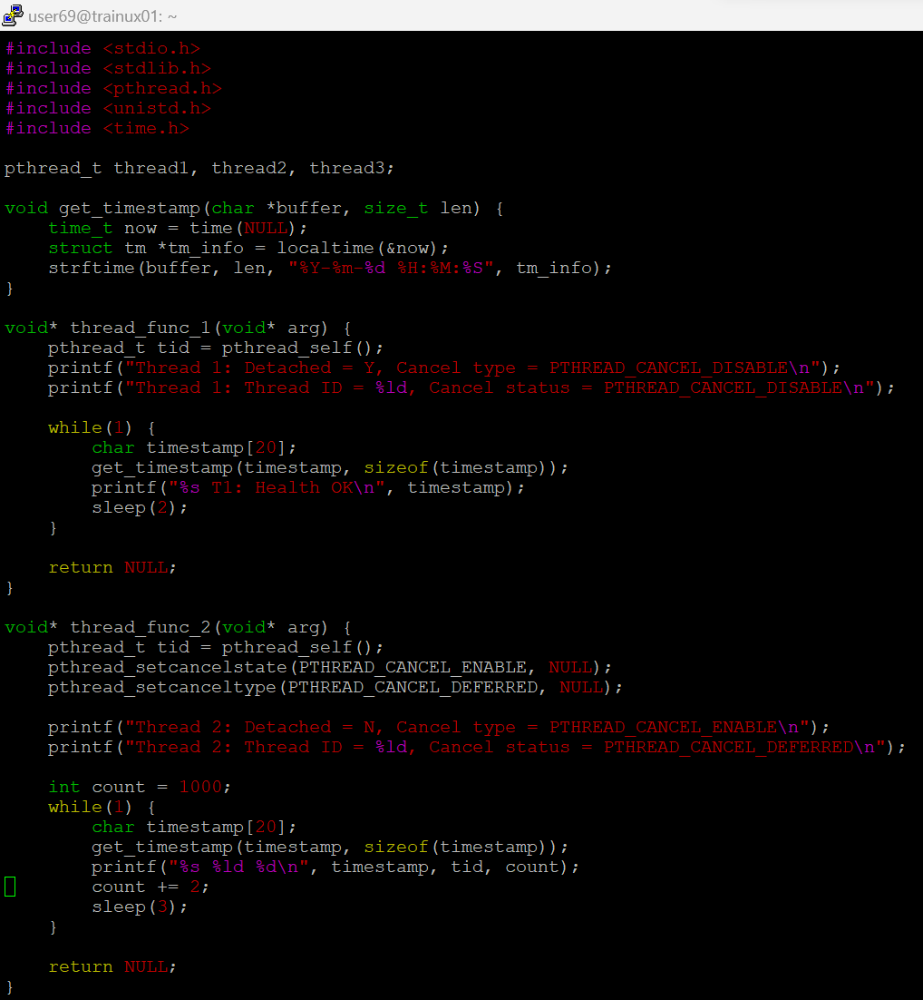 user69@trainux01: ~
#include <stdio.h>
#include <stdlib.h>
#include <pthread.h>
#include <unistd.h>
#include <time.h>

pthread_t thread1, thread2, thread3;

void get_timestamp(char *buffer, size_t len) {
    time_t now = time(NULL);
    struct tm *tm_info = localtime(&now);
    strftime(buffer, len, "%Y-%m-%d %H:%M:%S", tm_info);
}

void* thread_func_1(void* arg) {
    pthread_t tid = pthread_self();
    printf("Thread 1: Detached = Y, Cancel type = PTHREAD_CANCEL_DISABLE\n");
    printf("Thread 1: Thread ID = %ld, Cancel status = PTHREAD_CANCEL_DISABLE\n");

    while(1) {
        char timestamp[20];
        get_timestamp(timestamp, sizeof(timestamp));
        printf("%s T1: Health OK\n", timestamp);
        sleep(2);
    }

    return NULL;
}

void* thread_func_2(void* arg) {
    pthread_t tid = pthread_self();
    pthread_setcancelstate(PTHREAD_CANCEL_ENABLE, NULL);
    pthread_setcanceltype(PTHREAD_CANCEL_DEFERRED, NULL);

    printf("Thread 2: Detached = N, Cancel type = PTHREAD_CANCEL_ENABLE\n");
    printf("Thread 2: Thread ID = %ld, Cancel status = PTHREAD_CANCEL_DEFERRED\n");

    int count = 1000;
    while(1) {
        char timestamp[20];
        get_timestamp(timestamp, sizeof(timestamp));
        printf("%s %ld %d\n", timestamp, tid, count);
        count += 2;
        sleep(3);
    }

    return NULL;
}